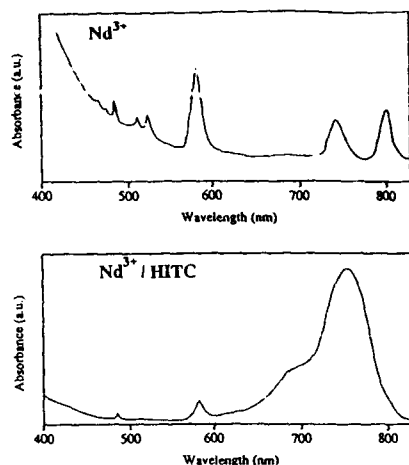 Nd3+
Absorbance (a.u.)
400 500 600 700 800
Wavelength (nm)
Nd3+ / HITC
Absorbance (a.u.)
400 500 600 700 800
Wavelength (nm)